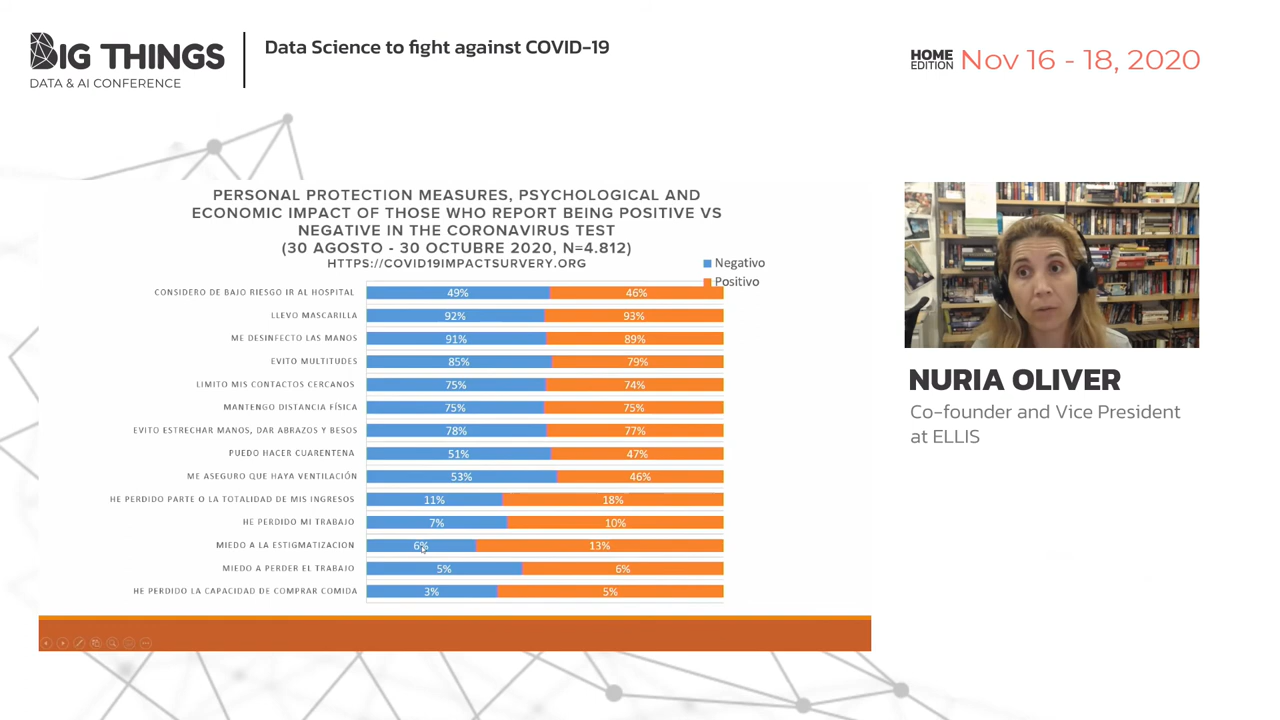 BIG THINGS
DATA & AI CONFERENCE
Data Science to fight against COVID-19
HOME
EDITION
Nov 16 - 18, 2020
PERSONAL PROTECTION MEASURES, PSYCHOLOGICAL AND
ECONOMIC IMPACT OF THOSE WHO REPORT BEING POSITIVE VS
NEGATIVE IN THE CORONAVIRUS TEST
(30 AGOSTO - 30 OCTUBRE 2020, N=4.812)
HTTPS://COVID19IMPACTSURVERY.ORG
Negativo
Positivo
CONSIDERO DE BAJO RIESGO IR AL HOSPITAL 49% 46%
LLEVO MASCARILLA 92% 93%
ME DESINFECTO LAS MANOS 91% 89%
EVITO MULTITUDES 85% 79%
LIMITO MIS CONTACTOS CERCANOS 75% 74%
MANTENGO DISTANCIA FÍSICA 75% 75%
EVITO ESTRECHAR MANOS, DAR ABRAZOS Y BESOS 78% 77%
PUEDO HACER CUARENTENA 51% 47%
ME ASEGURO QUE HAYA VENTILACIÓN 53% 46%
HE PERDIDO PARTE O LA TOTALIDAD DE MIS INGRESOS 11% 18%
HE PERDIDO MI TRABAJO 7% 10%
MIEDO A LA ESTIGMATIZACION 6% 13%
MIEDO A PERDER EL TRABAJO 5% 6%
HE PERDIDO LA CAPACIDAD DE COMPRAR COMIDA 3% 5%
NURIA OLIVER
Co-founder and Vice President
at ELLIS